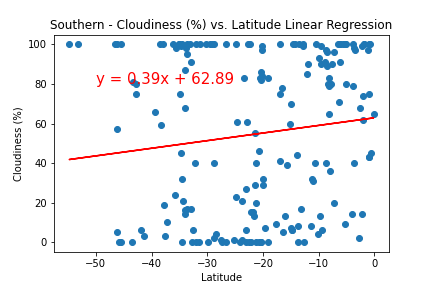 Southern - Cloudiness (%) vs. Latitude Linear Regression
100
80
60
40
20
0
Cloudiness (%)
y = 0.39x + 62.89
−50 −40 −30 −20 −10 0
Latitude